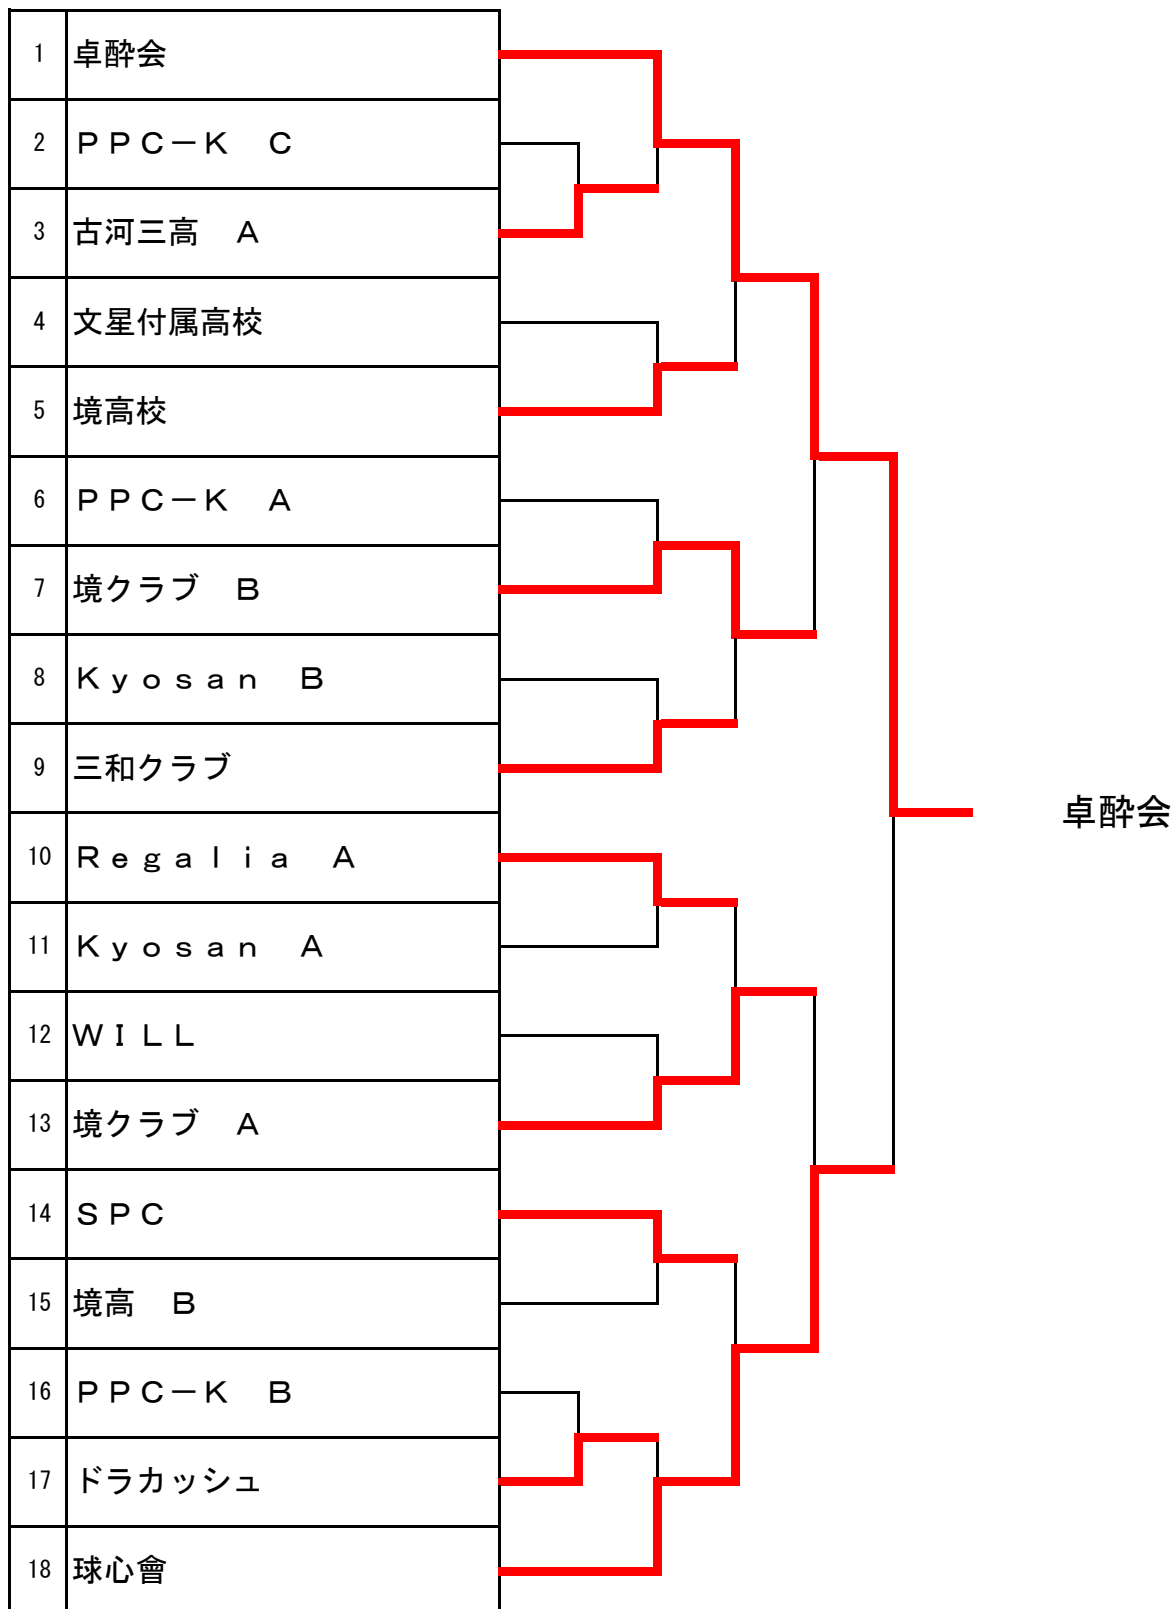 1 卓酔会
2 ＰＰＣ－Ｋ　Ｃ
3 古河三高　Ａ
4 文星付属高校
5 境高校
6 ＰＰＣ－Ｋ　Ａ
7 境クラブ　Ｂ
8 Ｋｙｏｓａｎ　Ｂ
9 三和クラブ
卓酔会
10 Ｒｅｇａｌｉａ　Ａ
11 Ｋｙｏｓａｎ　Ａ
12 ＷＩＬＬ
13 境クラブ　Ａ
14 ＳＰＣ
15 境高　Ｂ
16 ＰＰＣ－Ｋ　Ｂ
17 ドラカッシュ
18 球心會